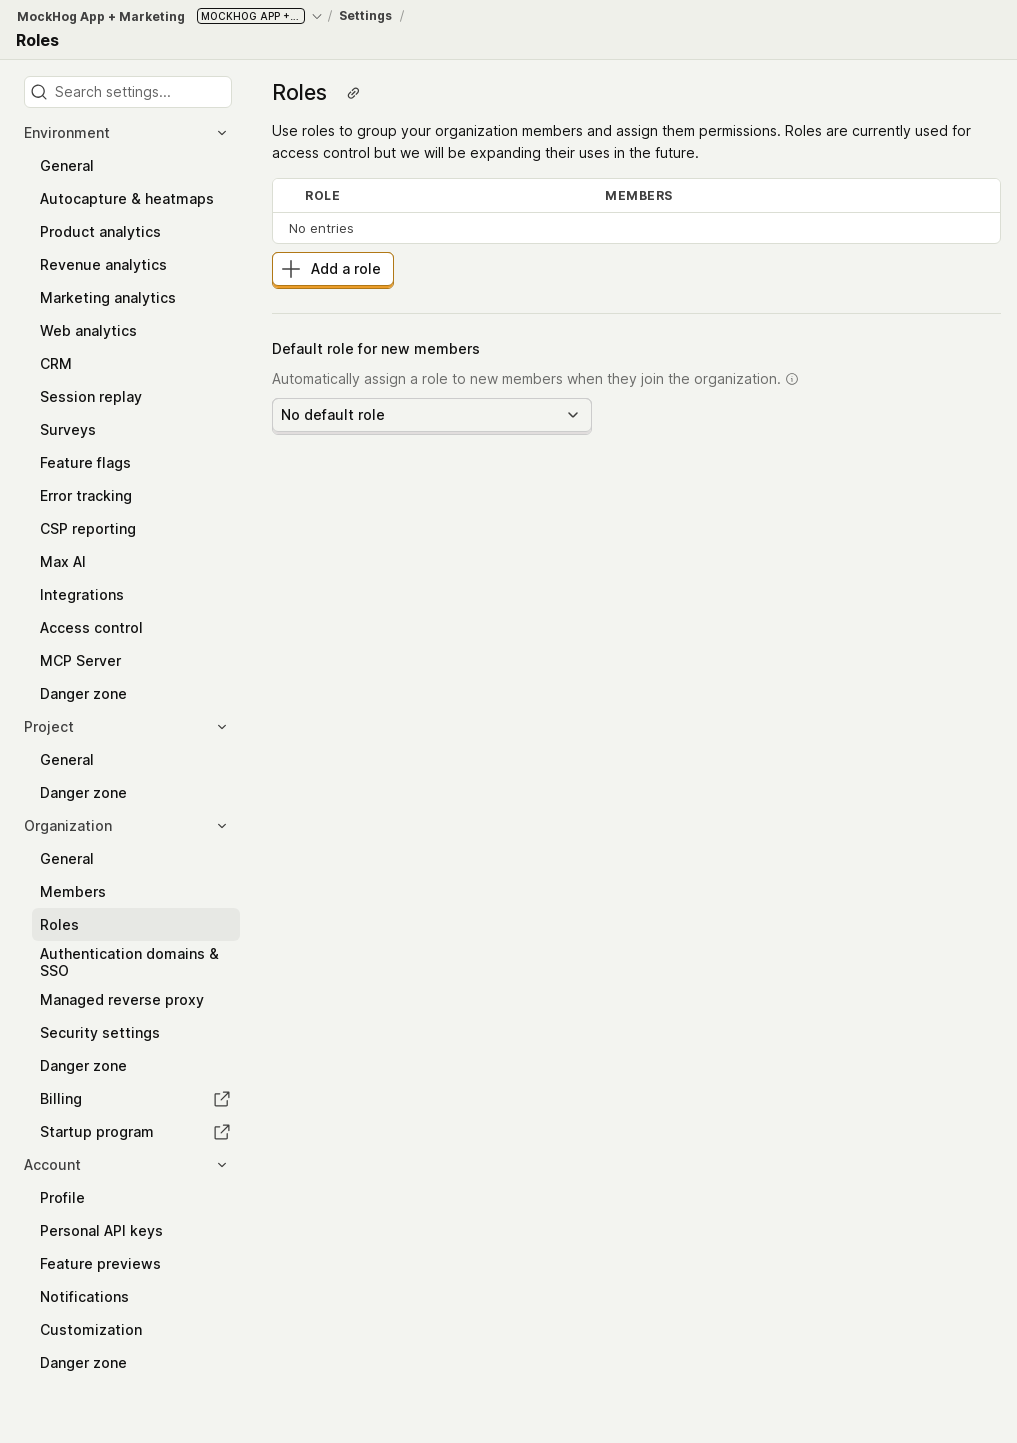 MockHog App + Marketing MOCKHOG APP +... / Settings /
Roles
Search settings...
Environment
General
Autocapture & heatmaps
Product analytics
Revenue analytics
Marketing analytics
Web analytics
CRM
Session replay
Surveys
Feature flags
Error tracking
CSP reporting
Max AI
Integrations
Access control
MCP Server
Danger zone
Project
General
Danger zone
Organization
General
Members
Roles
Authentication domains &
SSO
Managed reverse proxy
Security settings
Danger zone
Billing
Startup program
Account
Profile
Personal API keys
Feature previews
Notifications
Customization
Danger zone
Roles
Use roles to group your organization members and assign them permissions. Roles are currently used for
access control but we will be expanding their uses in the future.
ROLE MEMBERS
No entries
Add a role
Default role for new members
Automatically assign a role to new members when they join the organization.
No default role